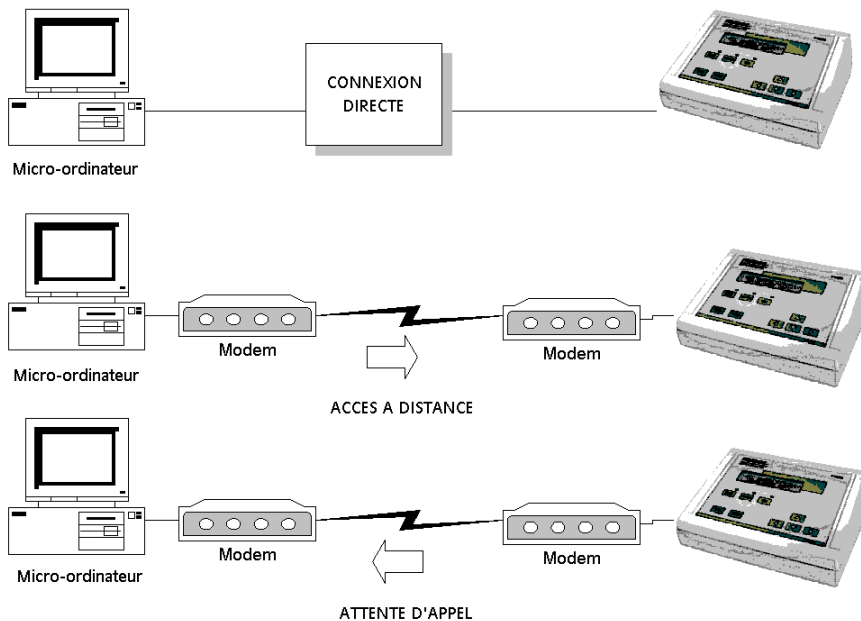 CONNEXION
DIRECTE
Micro-ordinateur
Modem
Modem
Micro-ordinateur
ACCES A DISTANCE
Modem
Modem
Micro-ordinateur
ATTENTE D'APPEL